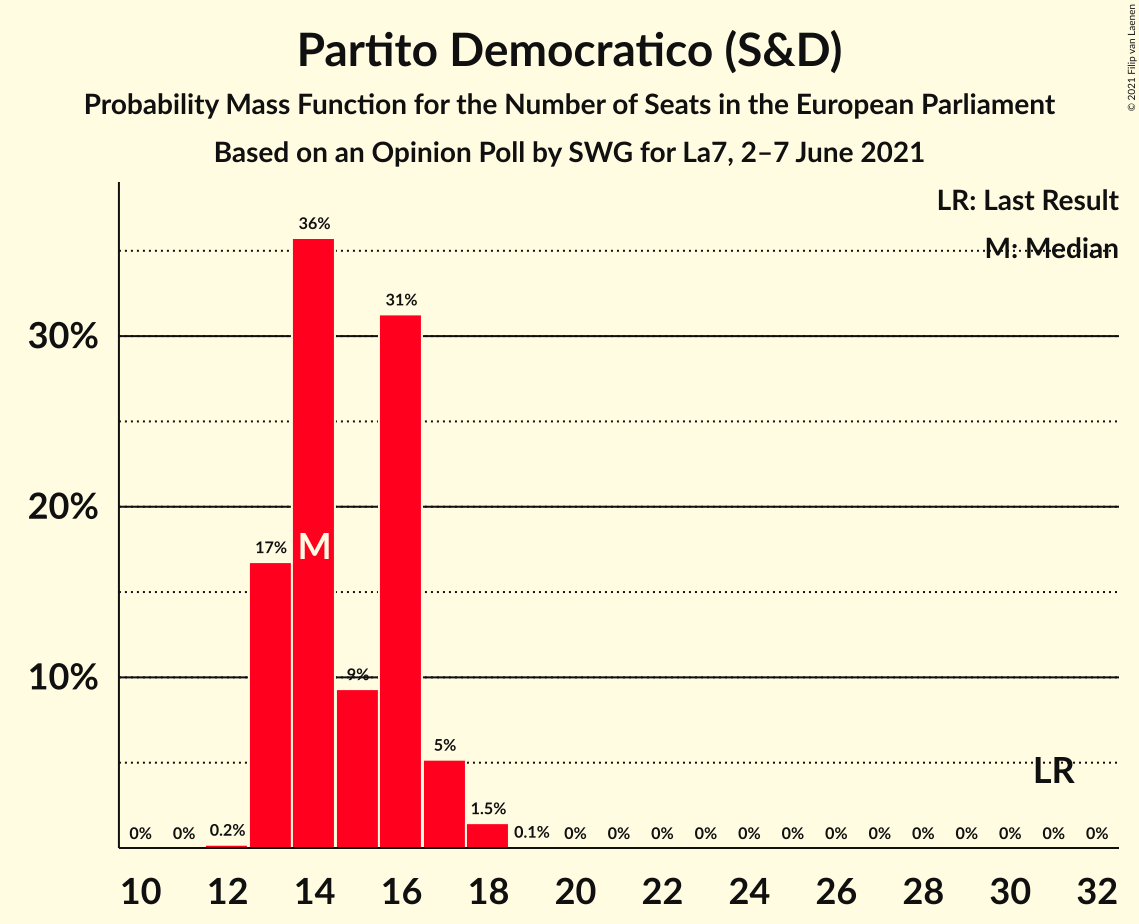 Partito Democratico (S&D)
Probability Mass Function for the Number of Seats in the European Parliament
Based on an Opinion Poll by SWG for La7, 2–7 June 2021
© 2021 Filip van Laenen
LR: Last Result
M: Median
30%
20%
10%
0% 0% 0.2% 17% 36% 9% 31% 5% 1.5% 0.1% 0% 0% 0% 0% 0% 0% 0% 0% 0% 0% 0% 0% 0%
M
LR
10 12 14 16 18 20 22 24 26 28 30 32